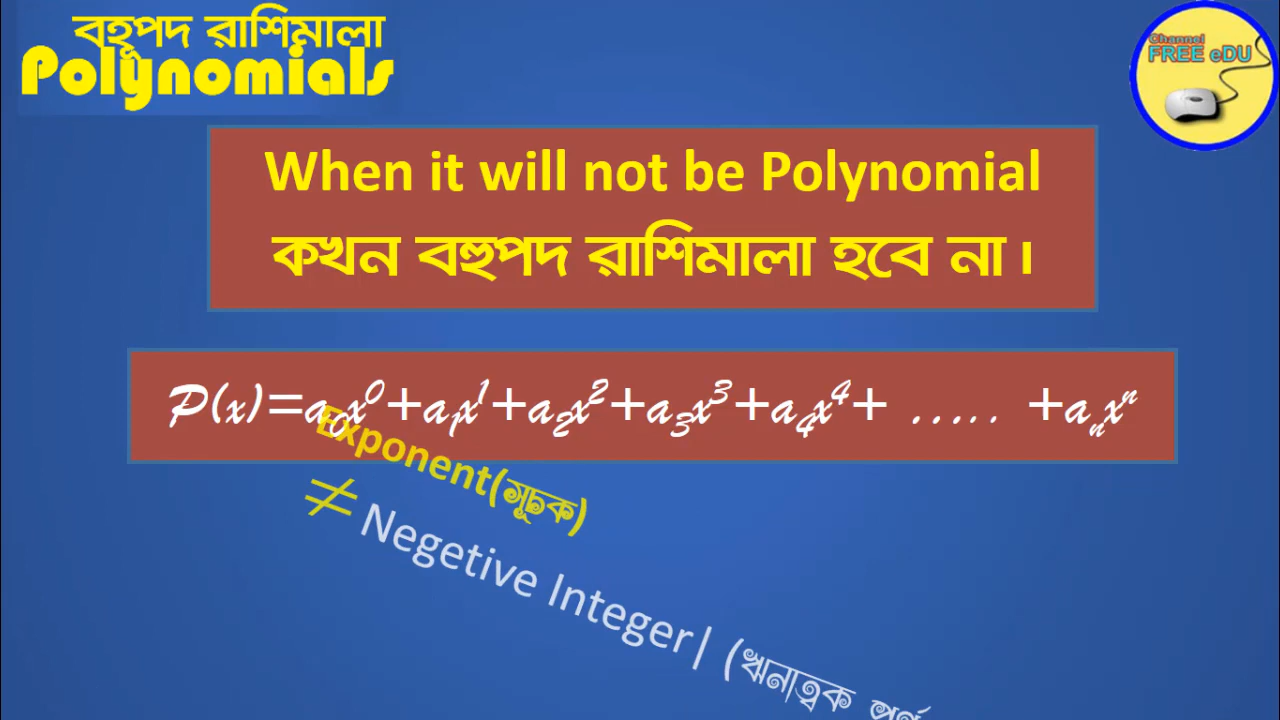 বহুপদ রাশিমালা
Polynomials
Channel
FREE eDU
When it will not be Polynomial
কখন বহুপদ রাশিমালা হবে না।
P(x)=a₀x⁰+a₁x¹+a₂x²+a₃x³+a₄x⁴+ ..... +aₙxⁿ
Exponent(সূচক)
≠ Negetive Integer| (ঋনাত্বক